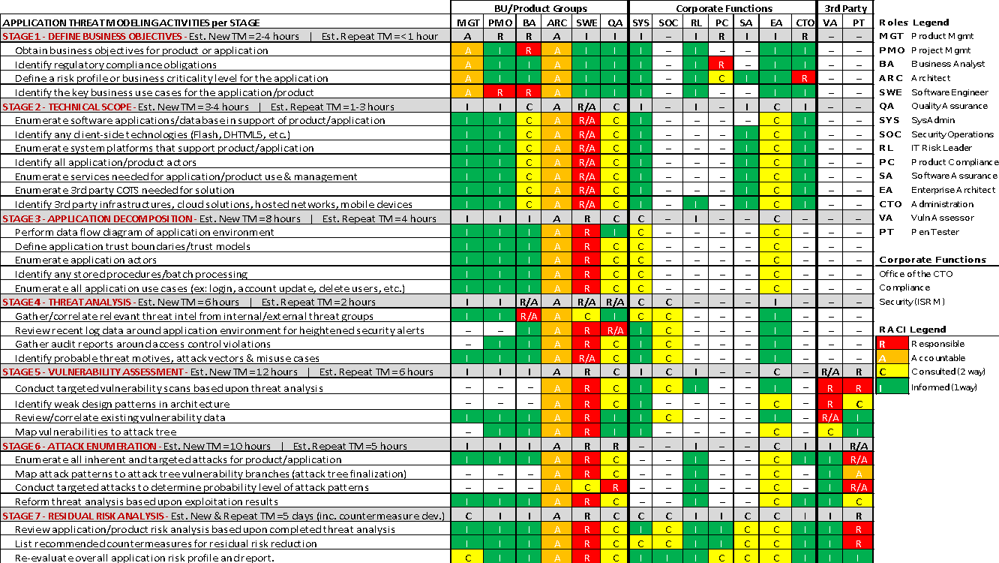 BU/Product Groups Corporate Functions 3rd Party
APPLICATION THREAT MODELING ACTIVITIES per STAGE MGT PMO BA ARC SWE QA SYS SOC RL PC SA EA CTO VA PT
STAGE 1 - DEFINE BUSINESS OBJECTIVES - Est. New TM = 2-4 hours | Est. Repeat TM = < 1 hour A R R A I I I – I R I I R – –
Obtain business objectives for product or application A I R A I I I – I – – I I – –
Identify regulatory compliance obligations A I I A I I I – I R – I I – –
Define a risk profile or business criticality level for the application A I I A I I I – I C I I R – –
Identify the key business use cases for the application/product A R R A I I I – I – – I I – –
STAGE 2 - TECHNICAL SCOPE - Est. New TM = 3-4 hours | Est. Repeat TM = 1-3 hours I I C A R/A C I – I – I C I – –
Enumerate software applications/database in support of product/application I I C A R/A C I – – – – C I – –
Identify any client-side technologies (Flash, DHTML5, etc.) I I C A R/A C I – – – I C I – –
Enumerate system platforms that support product/application I I C A R/A C I – – – I C I – –
Identify all application/product actors I I C A R/A C I – – – I C I – –
Enumerate services needed for application/product use & management I I C A R/A C I – – – I C I – –
Enumerate 3rd party COTS needed for solution I I C A R/A C I – – – I C I – –
Identify 3rd party infrastructures, cloud solutions, hosted networks, mobile devices I I C A R/A C I – I – I C I – –
STAGE 3 - APPLICATION DECOMPOSITION - Est. New TM = 8 hours | Est. Repeat TM = 4 hours I I I A R C C – I – – C – – –
Perform data flow diagram of application environment I I I A R I C – – – – C – – –
Define application trust boundaries/trust models I I I A R C C – – – – C – – –
Enumerate application actors I I I A R C C – – – – C – – –
Identify any stored procedures/batch processing I I I A R C C – – – – C – – –
Enumerate all application use cases (ex: login, account update, delete users, etc.) I I I A R C C – – – – C – – –
STAGE 4 - THREAT ANALYSIS - Est. New TM = 6 hours | Est. Repeat TM = 2 hours I I R/A A R/A R/A C C – – – I – – –
Gather/correlate relevant threat intel from internal/external threat groups I I R/A A C I C C – – – I – – –
Review recent log data around application environment for heightened security alerts – – I A R R/A I C – – – I – – –
Gather audit reports around access control violations – I I A R C I C – – – I – – –
Identify probable threat motives, attack vectors & misuse cases I I I A R/A C I C – – – I – – –
STAGE 5 - VULNERABILITY ASSESSMENT - Est. New TM = 12 hours | Est. Repeat TM = 6 hours I I I A R C I C I – – C – R/A R
Conduct targeted vulnerability scans based upon threat analysis – – – A R C I C I – – I – R R
Identify weak design patterns in architecture – – – A R C I – – – – C – R C
Review/correlate existing vulnerability data I I I A R I I C – – – I – R/A I
Map vulnerabilities to attack tree – I I A R C I – – – – C – C I
STAGE 6 - ATTACK ENUMERATION - Est. New TM = 10 hours | Est. Repeat TM = 5 hours I I I A R R – – I – – C I I R/A
Enumerate all inherent and targeted attacks for product/application I I I A R C – – I – – C I I R/A
Map attack patterns to attack tree vulnerability branches (attack tree finalization) – – – A R C – – I – – C – I A
Conduct targeted attacks to determine probability level of attack patterns – – – A C R – – I – – C – I R/A
Reform threat analysis based upon exploitation results I I I A R C – – I – – C I I C
STAGE 7 - RESIDUAL RISK ANALYSIS - Est. New & Repeat TM = 5 days (inc. countermeasure dev.) C I I A R C C C I I C C I I R
Review application/product risk analysis based upon completed threat analysis I I I A R C I C I I C C I I R
List recommended countermeasures for residual risk reduction I I I A R C C C I I C C I I R
Re-evaluate overall application risk profile and report. C I I A R C I I I C C C I I I
Roles Legend
MGT Product Mgmt
PMO Project Mgmt
BA Business Analyst
ARC Architect
SWE Software Engineer
QA Quality Assurance
SYS SysAdmin
SOC Security Operations
RL IT Risk Leader
PC Product Compliance
SA Software Assurance
EA Enterprise Architect
CTO Administration
VA Vuln Assessor
PT Pen Tester
Corporate Functions
Office of the CTO
Compliance
Security (ISRM)
RACI Legend
R Responsible
A Accountable
C Consulted (2 way)
I Informed (1 way)